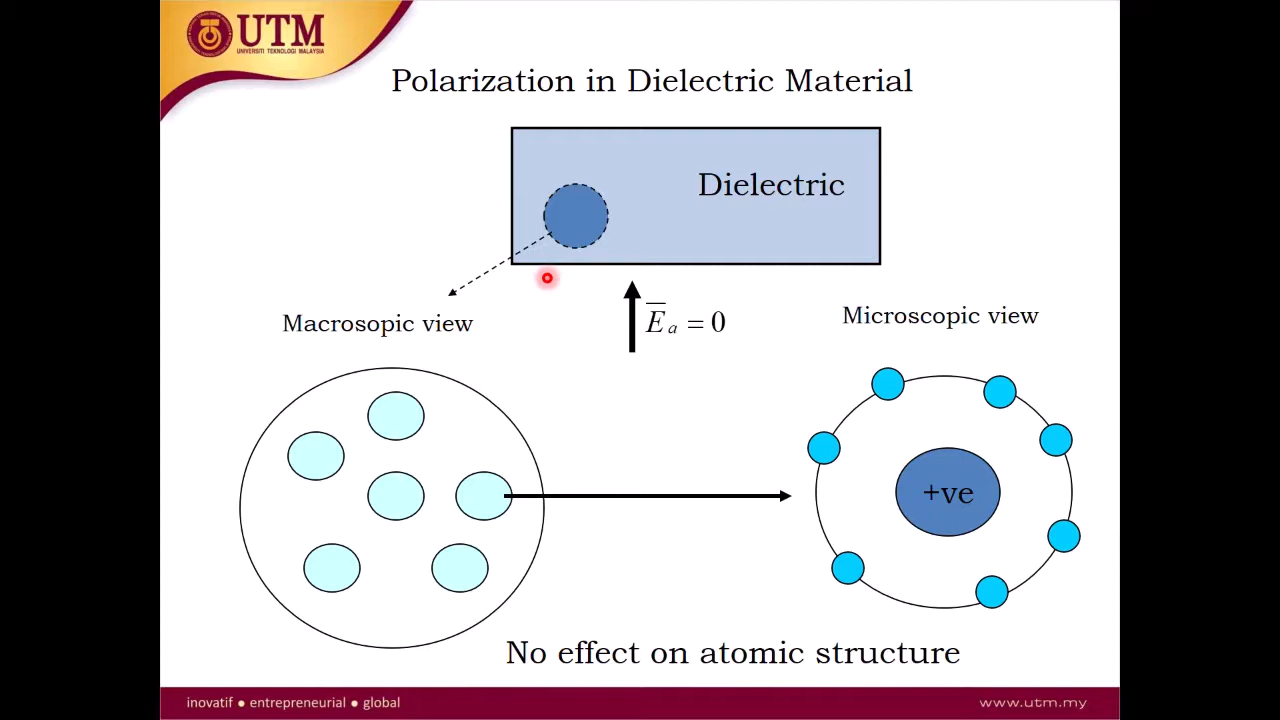 UTM
UNIVERSITI TEKNOLOGI MALAYSIA
Polarization in Dielectric Material
Dielectric
Macrosopic view
E̅ₐ = 0
Microscopic view
+ve
No effect on atomic structure
inovatif ● entrepreneurial ● global
www.utm.my